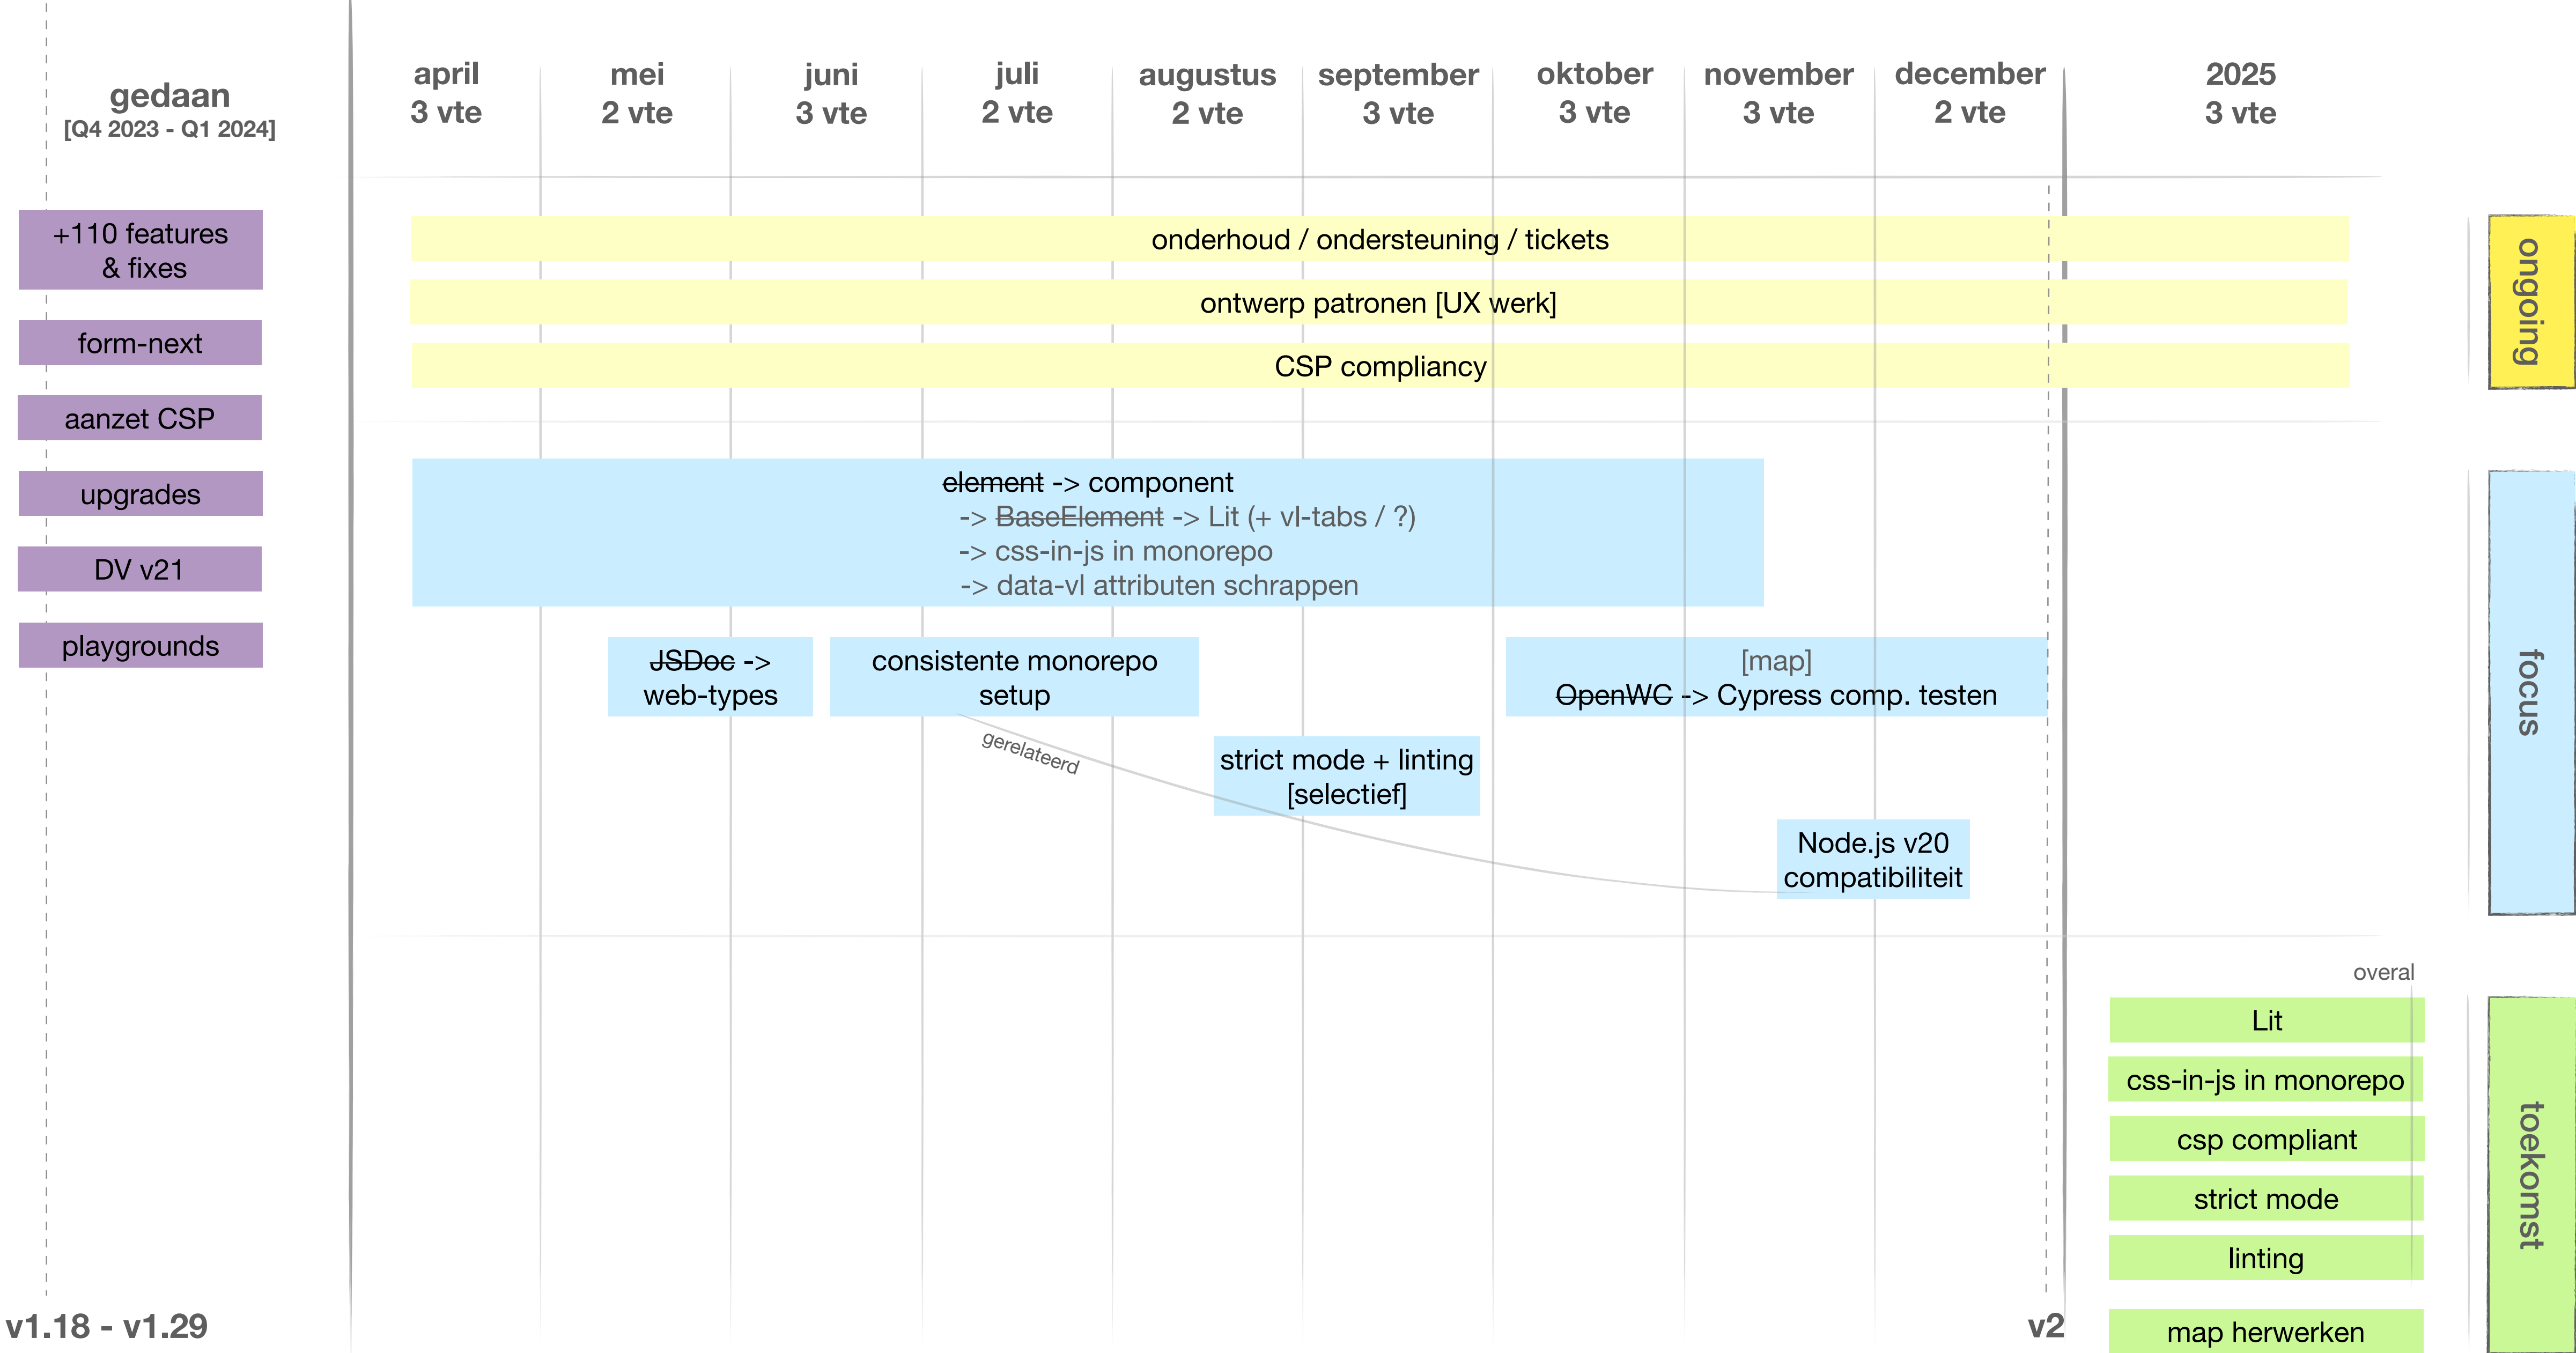 gedaan
[Q4 2023 - Q1 2024]
april
3 vte
mei
2 vte
juni
3 vte
juli
2 vte
augustus
2 vte
september
3 vte
oktober
3 vte
november
3 vte
december
2 vte
2025
3 vte
+110 features
& fixes
form-next
aanzet CSP
upgrades
DV v21
playgrounds
v1.18 - v1.29
onderhoud / ondersteuning / tickets
ontwerp patronen [UX werk]
CSP compliancy
ongoing
element -> component
-> BaseElement -> Lit (+ vl-tabs / ?)
-> css-in-js in monorepo
-> data-vl attributen schrappen
JSDoc ->
web-types
consistente monorepo
setup
[map]
OpenWC -> Cypress comp. testen
gerelateerd
strict mode + linting
[selectief]
Node.js v20
compatibiliteit
focus
overal
Lit
css-in-js in monorepo
csp compliant
strict mode
linting
map herwerken
toekomst
v2